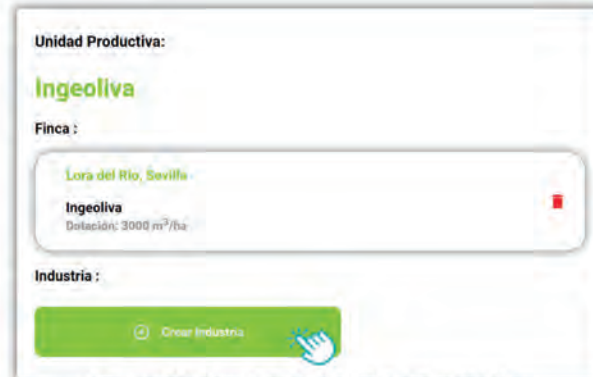 Unidad Productiva:
Ingeoliva
Finca :
Lora del Río, Sevilla
Ingeoliva
Dotación: 3000 m³/ha
Industria :
Crear Industria